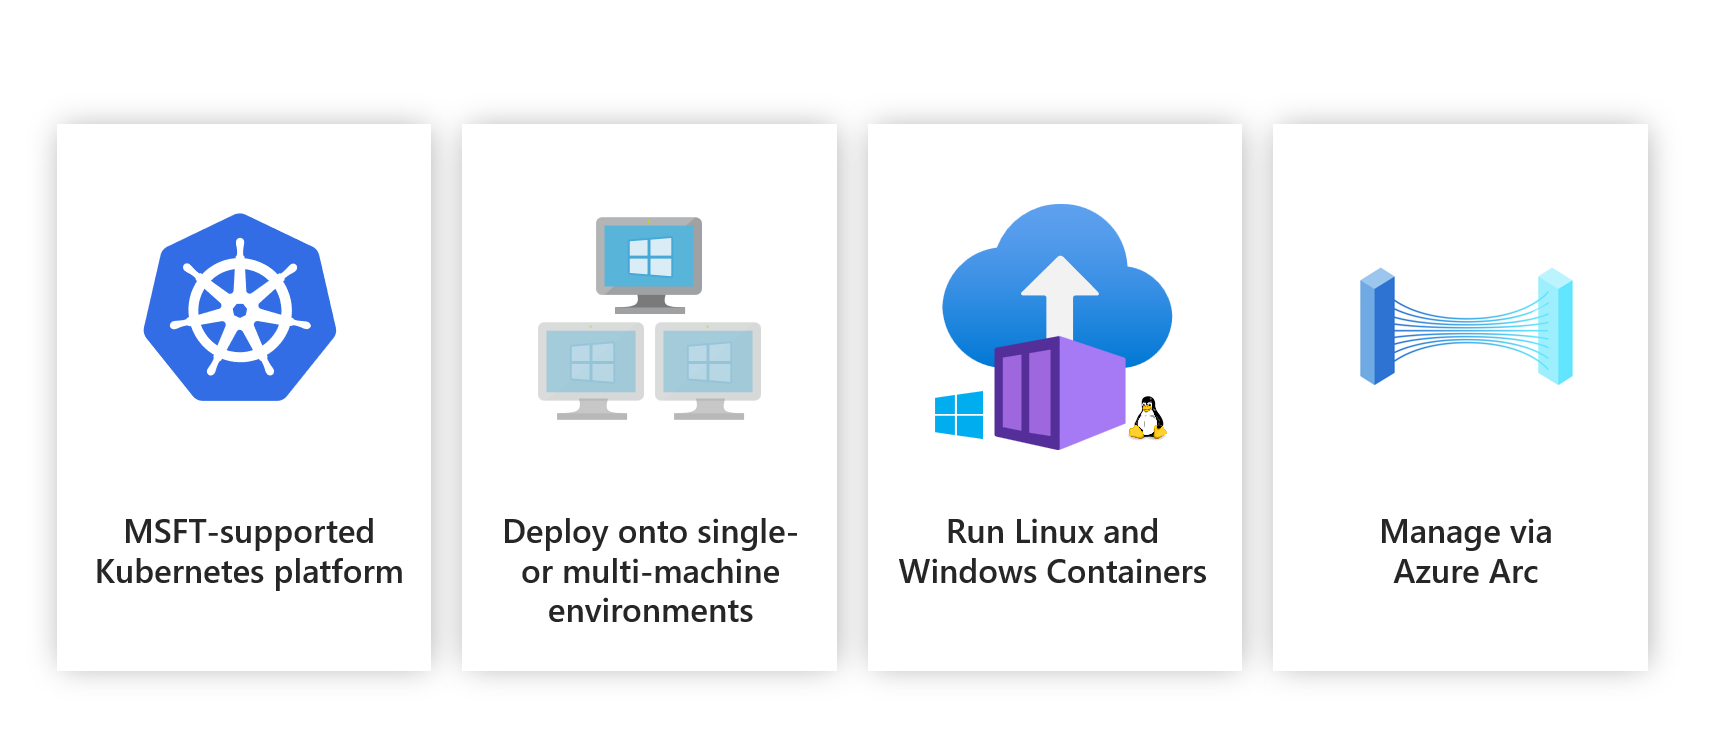 MSFT-supported
Kubernetes platform
Deploy onto single-
or multi-machine
environments
Run Linux and
Windows Containers
Manage via
Azure Arc